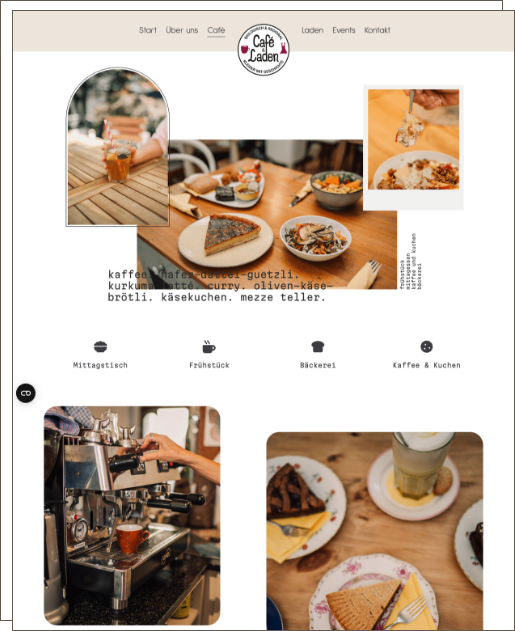 Start Über uns Café Laden Events Kontakt
Café
& Laden
kaffee. hafer-dattel-guetzli.
kurkuma latte. curry. oliven-käse-
brötli. käsekuchen. mezze teller.
frühstück
mittagessen
kaffee und kuchen
bäckerei
Mittagstisch Frühstück Bäckerei Kaffee & Kuchen